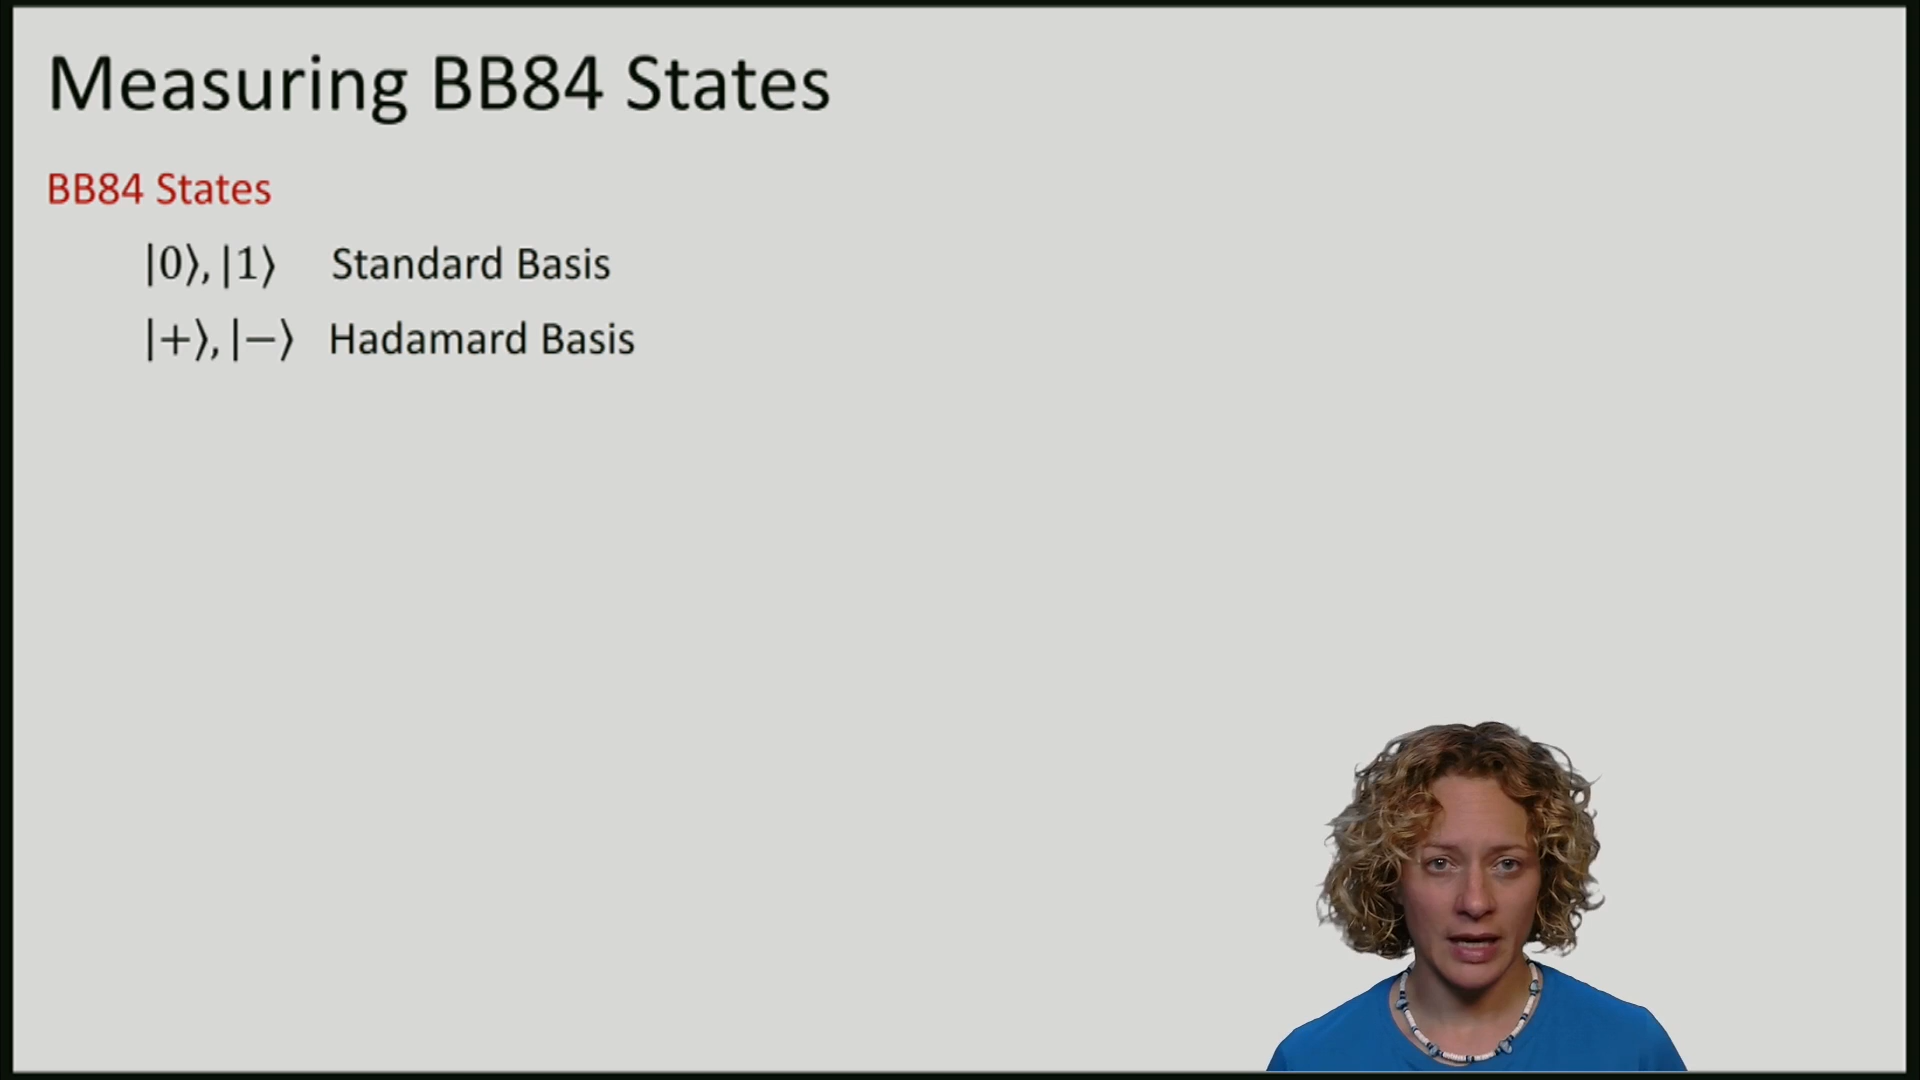 Measuring BB84 States
BB84 States
|0⟩, |1⟩ Standard Basis
|+⟩, |−⟩ Hadamard Basis